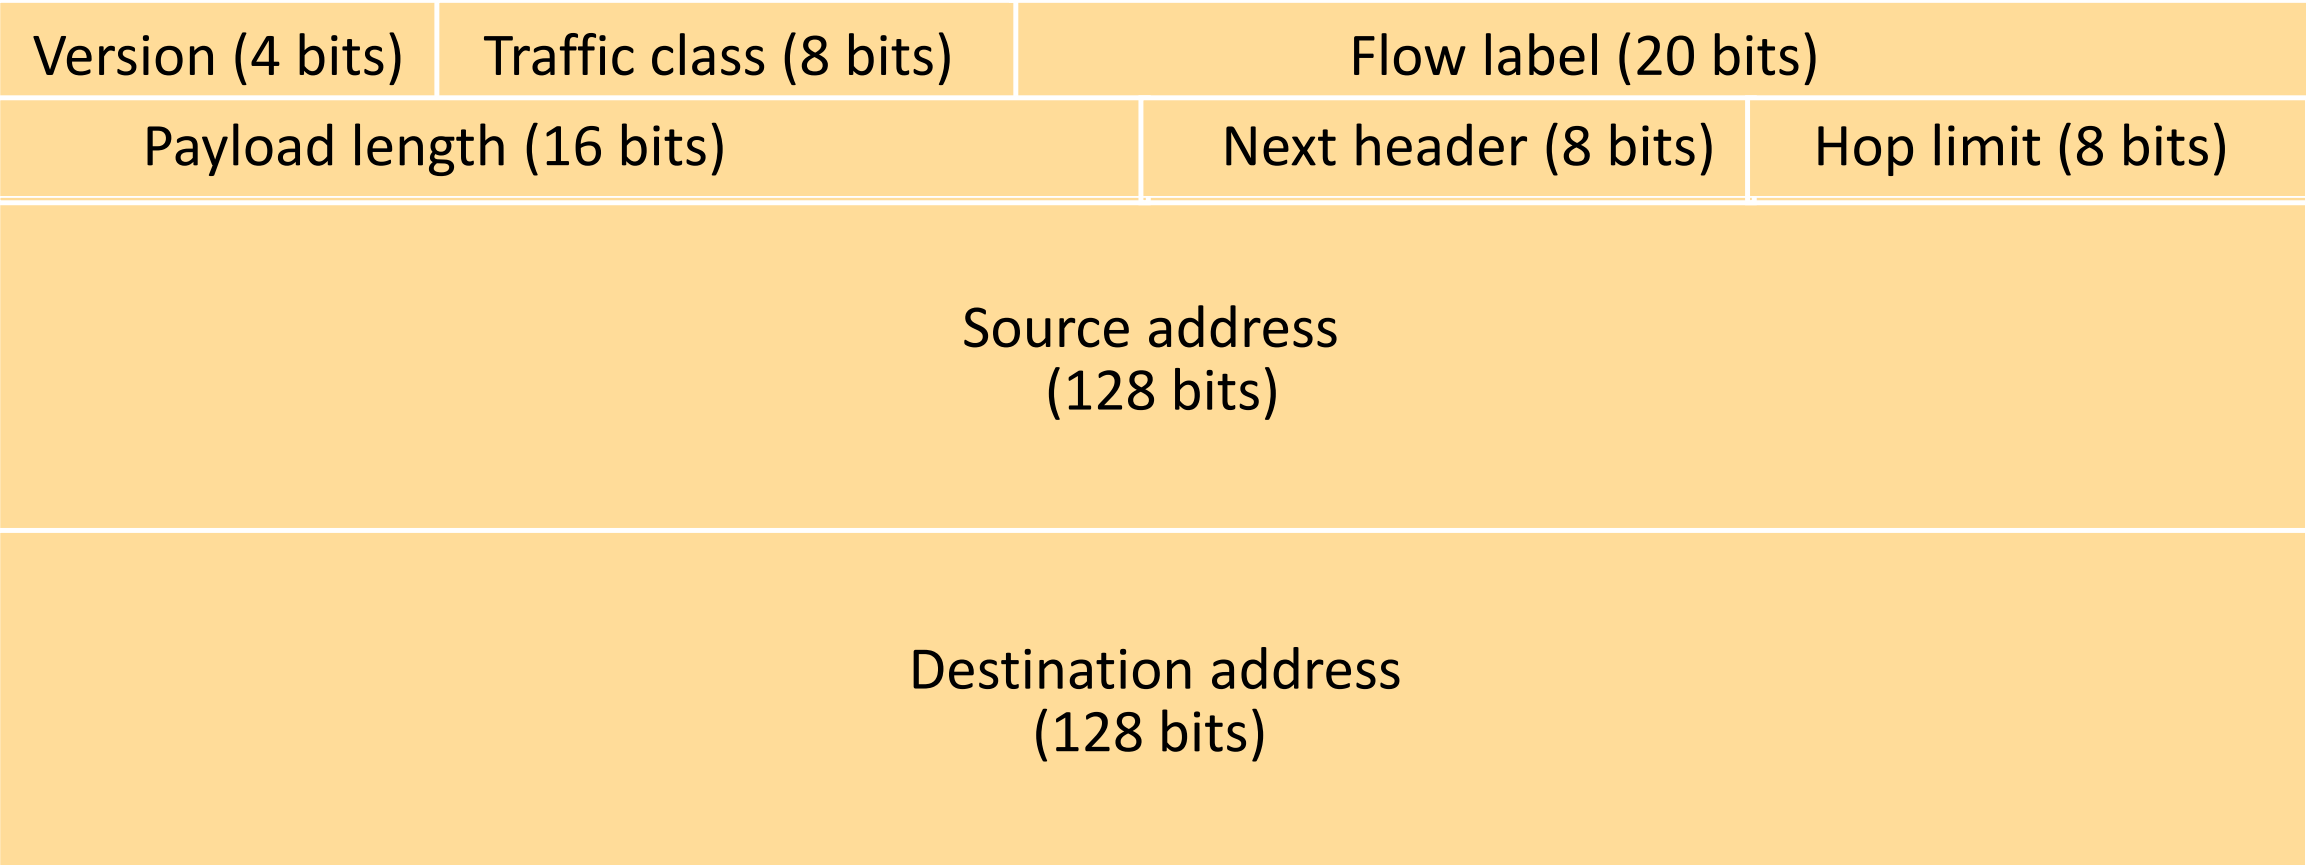 Version (4 bits) Traffic class (8 bits) Flow label (20 bits)
Payload length (16 bits) Next header (8 bits) Hop limit (8 bits)
Source address
(128 bits)
Destination address
(128 bits)